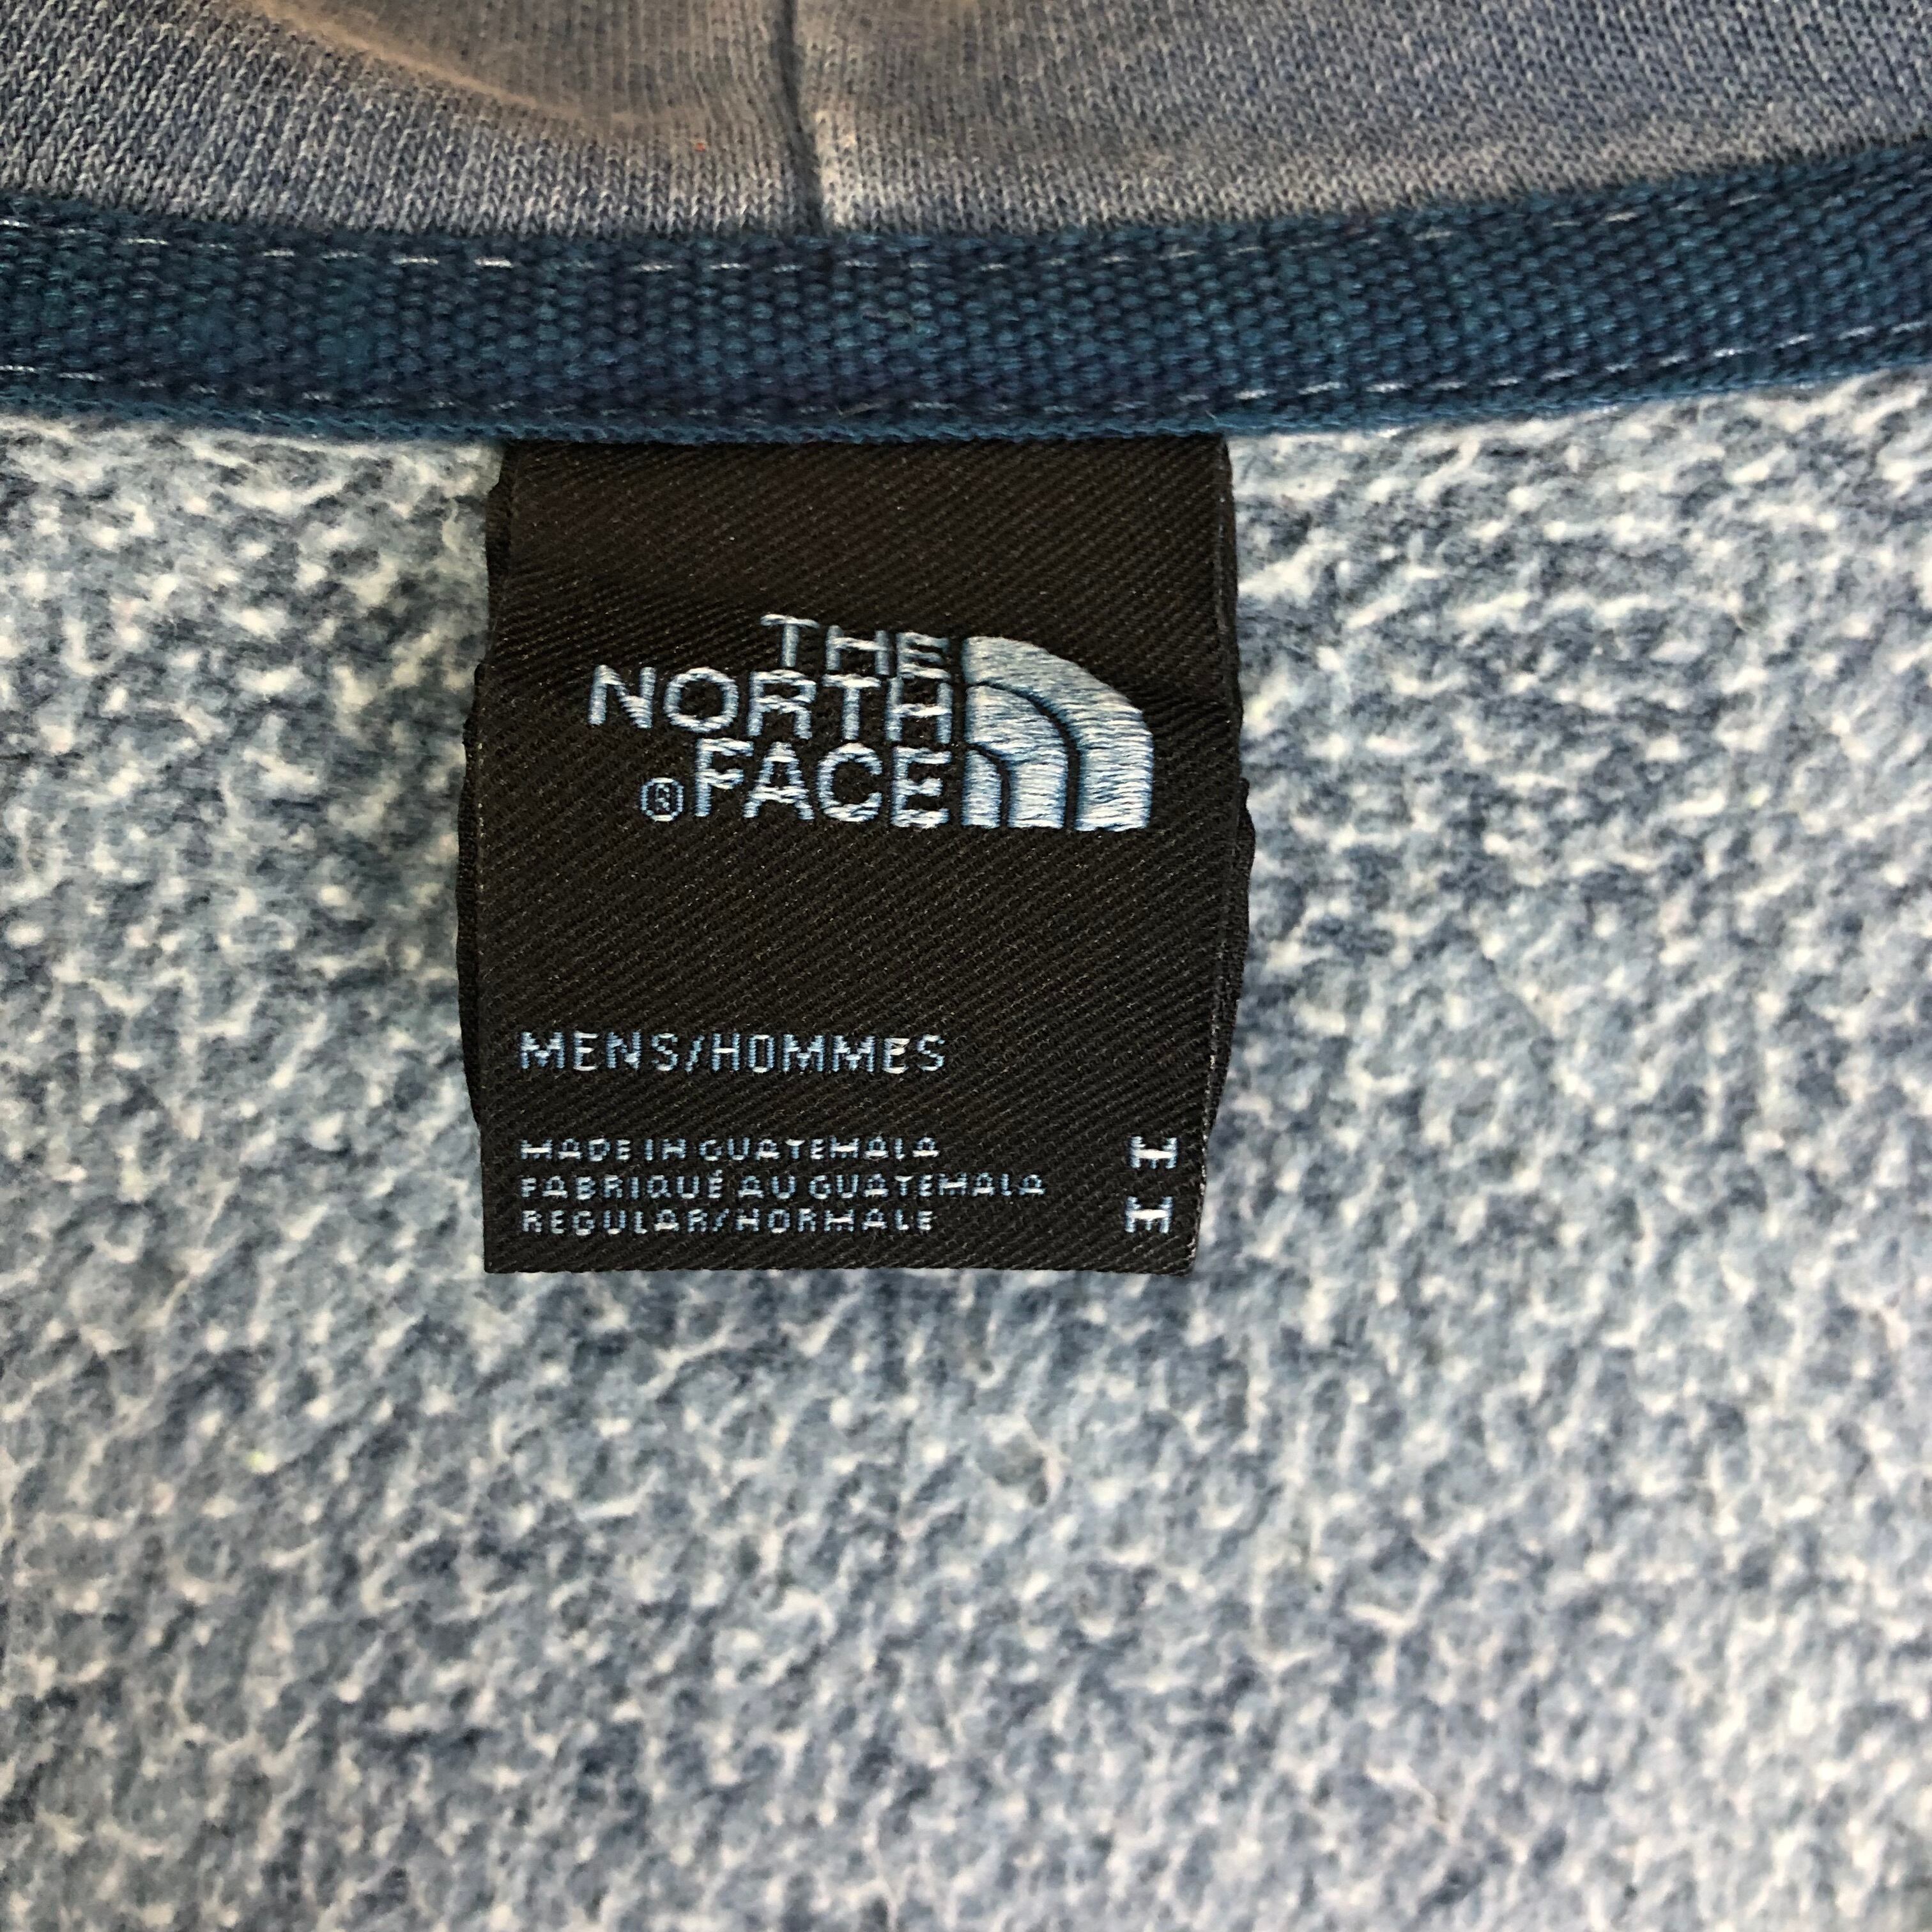 THE
NORTH
®FACE
MENS/HOMMES
MADE IN GUATEMALA M
FABRIQUÉ AU GUATEMALA
REGULAR/NORMALE M